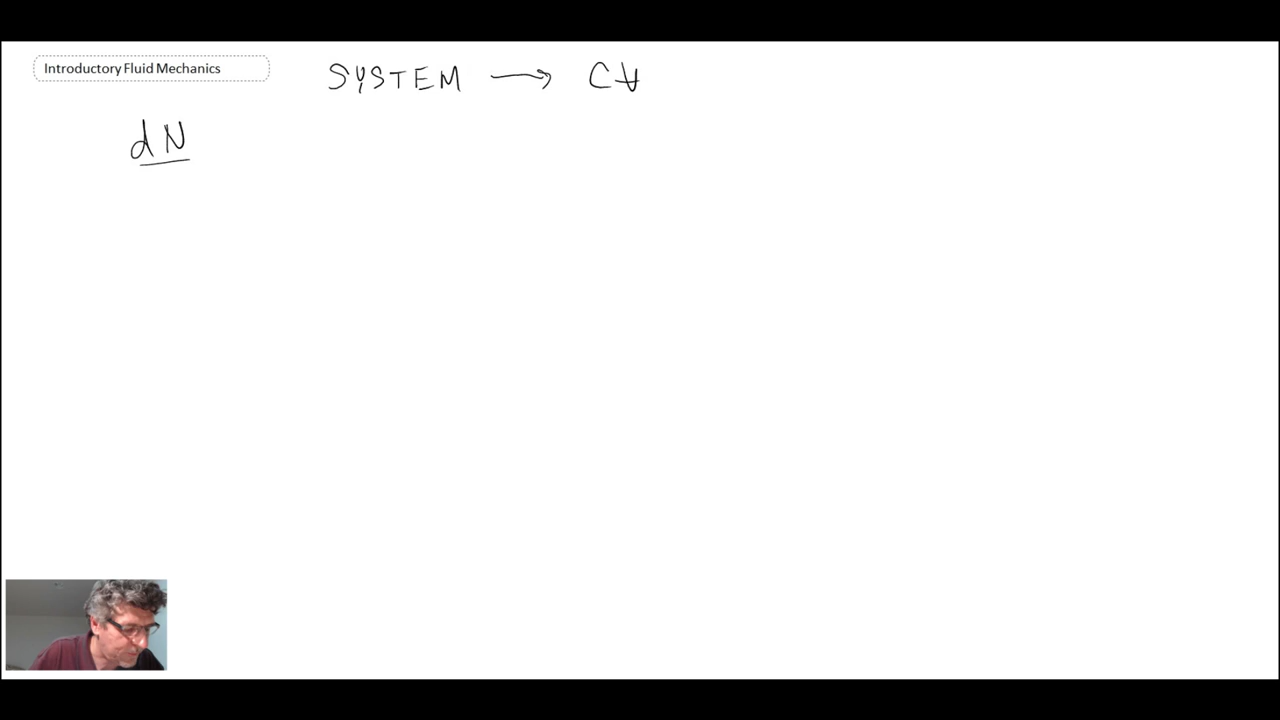 Introductory Fluid Mechanics
SYSTEM → C∀
dN